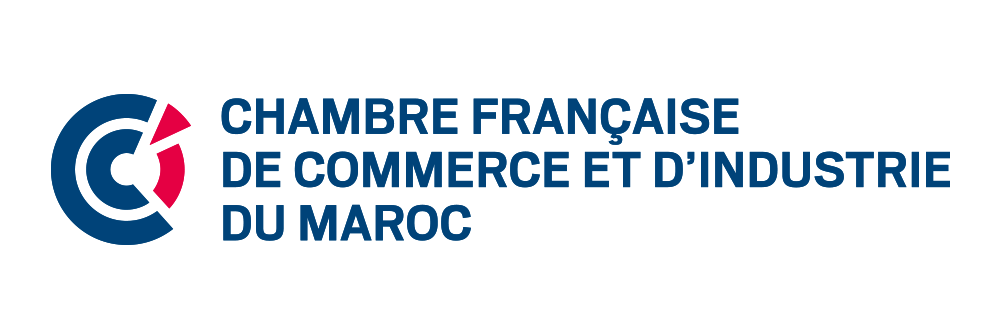 CHAMBRE FRANÇAISE
DE COMMERCE ET D’INDUSTRIE
DU MAROC